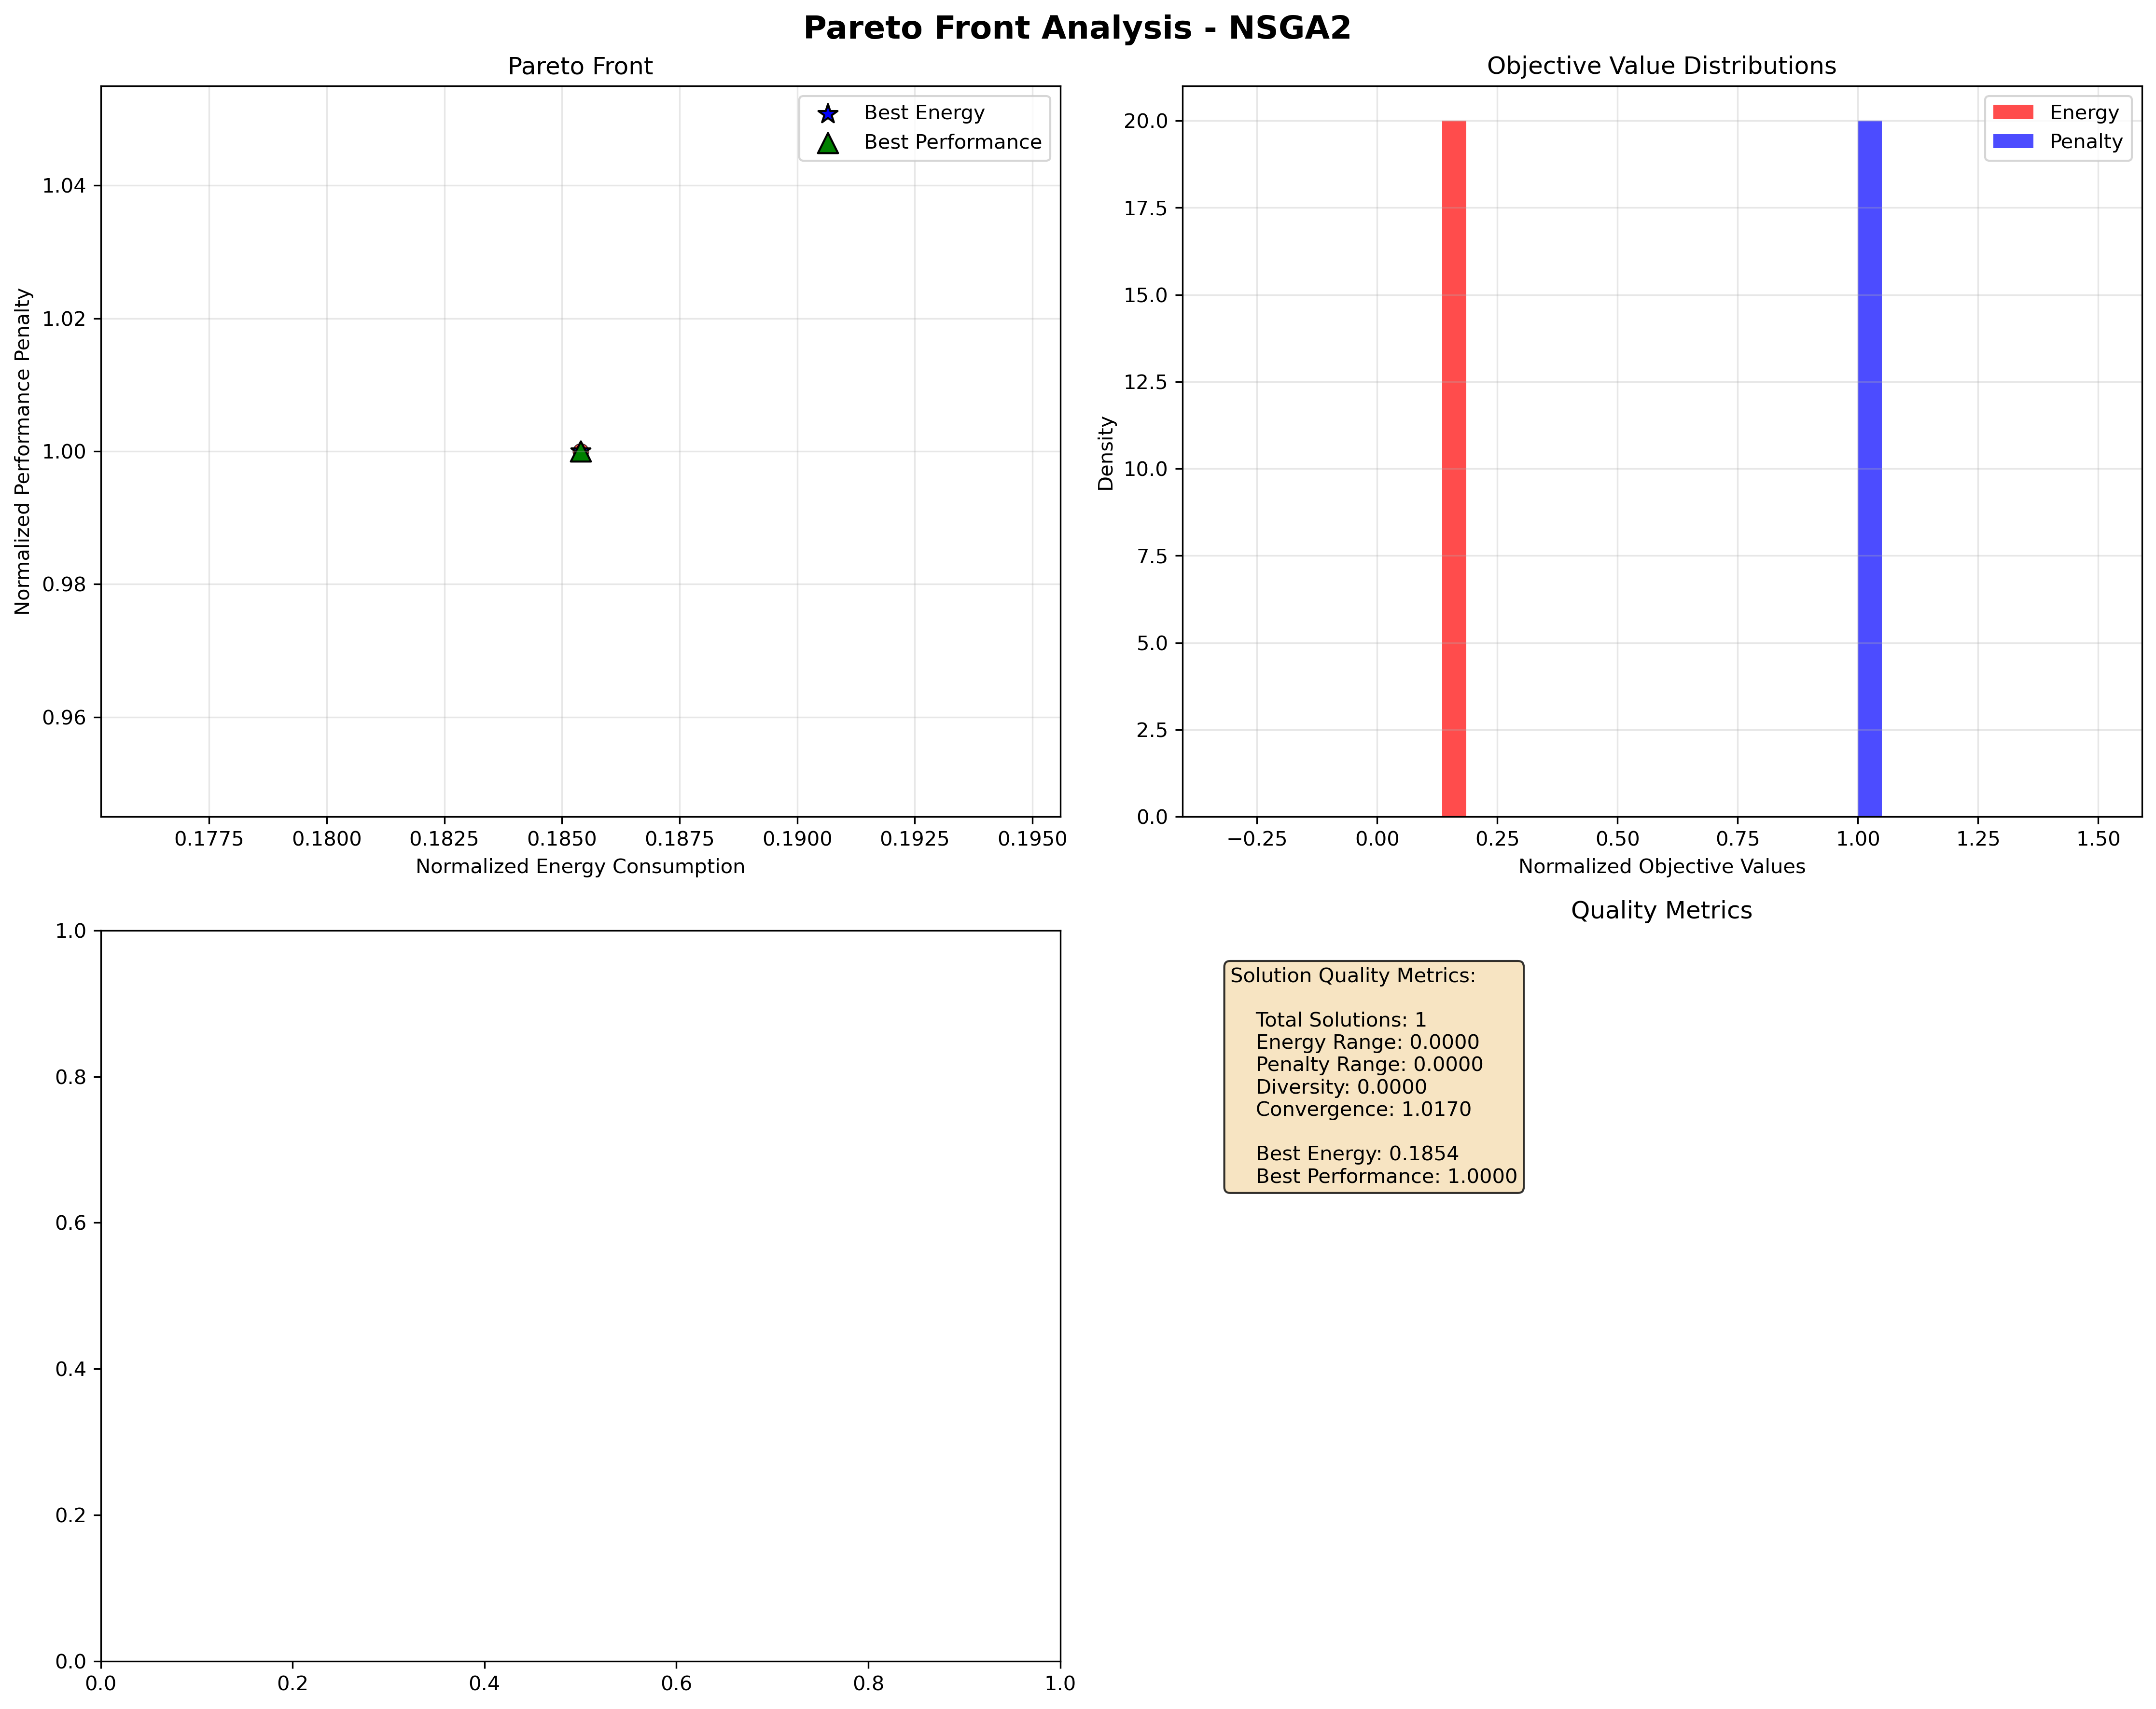 Pareto Front Analysis - NSGA2
Pareto Front
Best Energy
Best Performance
1.04
1.02
1.00
0.98
0.96
Normalized Performance Penalty
0.1775 0.1800 0.1825 0.1850 0.1875 0.1900 0.1925 0.1950
Normalized Energy Consumption
Objective Value Distributions
Energy
Penalty
20.0
17.5
15.0
12.5
10.0
7.5
5.0
2.5
0.0
Density
−0.25 0.00 0.25 0.50 0.75 1.00 1.25 1.50
Normalized Objective Values
1.0
0.8
0.6
0.4
0.2
0.0
0.0 0.2 0.4 0.6 0.8 1.0
Quality Metrics
Solution Quality Metrics:
Total Solutions: 1
Energy Range: 0.0000
Penalty Range: 0.0000
Diversity: 0.0000
Convergence: 1.0170
Best Energy: 0.1854
Best Performance: 1.0000